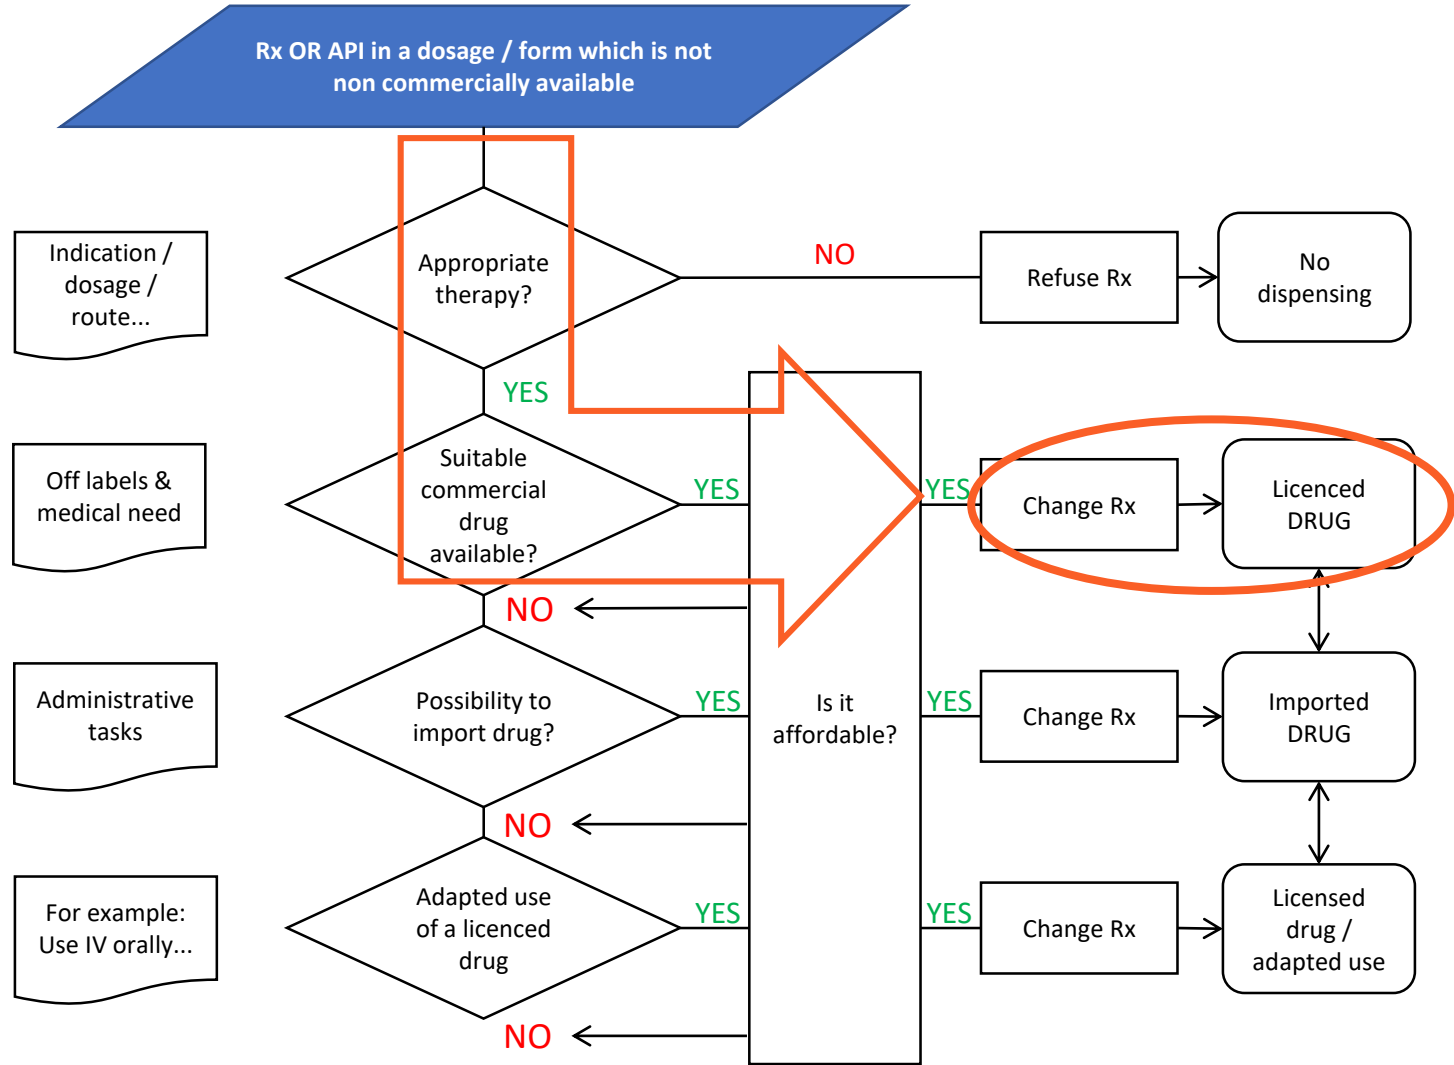 Rx OR API in a dosage / form which is not
non commercially available
Indication /
dosage /
route...
Appropriate
therapy?
NO
Refuse Rx
No
dispensing
YES
Off labels &
medical need
Suitable
commercial
drug
available?
YES
YES
Change Rx
Licenced
DRUG
NO
Administrative
tasks
Possibility to
import drug?
YES
Is it
affordable?
YES
Change Rx
Imported
DRUG
NO
For example:
Use IV orally...
Adapted use
of a licenced
drug
YES
YES
Change Rx
Licensed
drug /
adapted use
NO